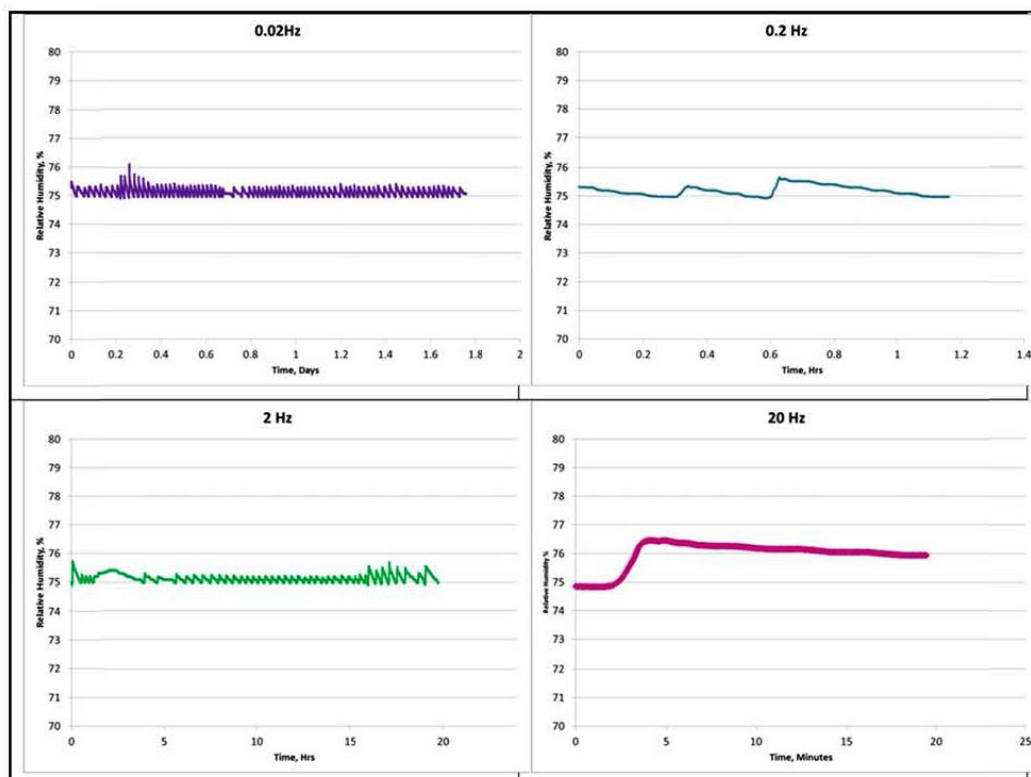 0.02Hz
80
79
78
77
76
75
74
73
72
71
70
Relative Humidity, %
0 0.2 0.4 0.6 0.8 1 1.2 1.4 1.6 1.8 2
Time, Days
0.2 Hz
80
79
78
77
76
75
74
73
72
71
70
Relative Humidity, %
0 0.2 0.4 0.6 0.8 1 1.2 1.4
Time, Hrs
2 Hz
80
79
78
77
76
75
74
73
72
71
70
Relative Humidity, %
0 5 10 15 20
Time, Hrs
20 Hz
80
79
78
77
76
75
74
73
72
71
70
Relative Humidity %
0 5 10 15 20 25
Time, Minutes